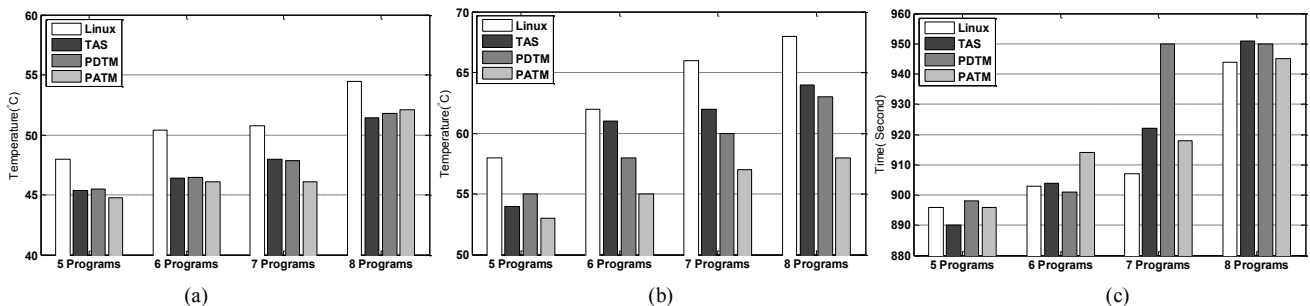 60
55
50
45
40
Temperature(°C)
Linux
TAS
PDTM
PATM
5 Programs 6 Programs 7 Programs 8 Programs
(a)
70
65
60
55
50
Temperature(°C)
Linux
TAS
PDTM
PATM
5 Programs 6 Programs 7 Programs 8 Programs
(b)
960
950
940
930
920
910
900
890
880
Time( Second)
Linux
TAS
PDTM
PATM
5 Programs 6 Programs 7 Programs 8 Programs
(c)